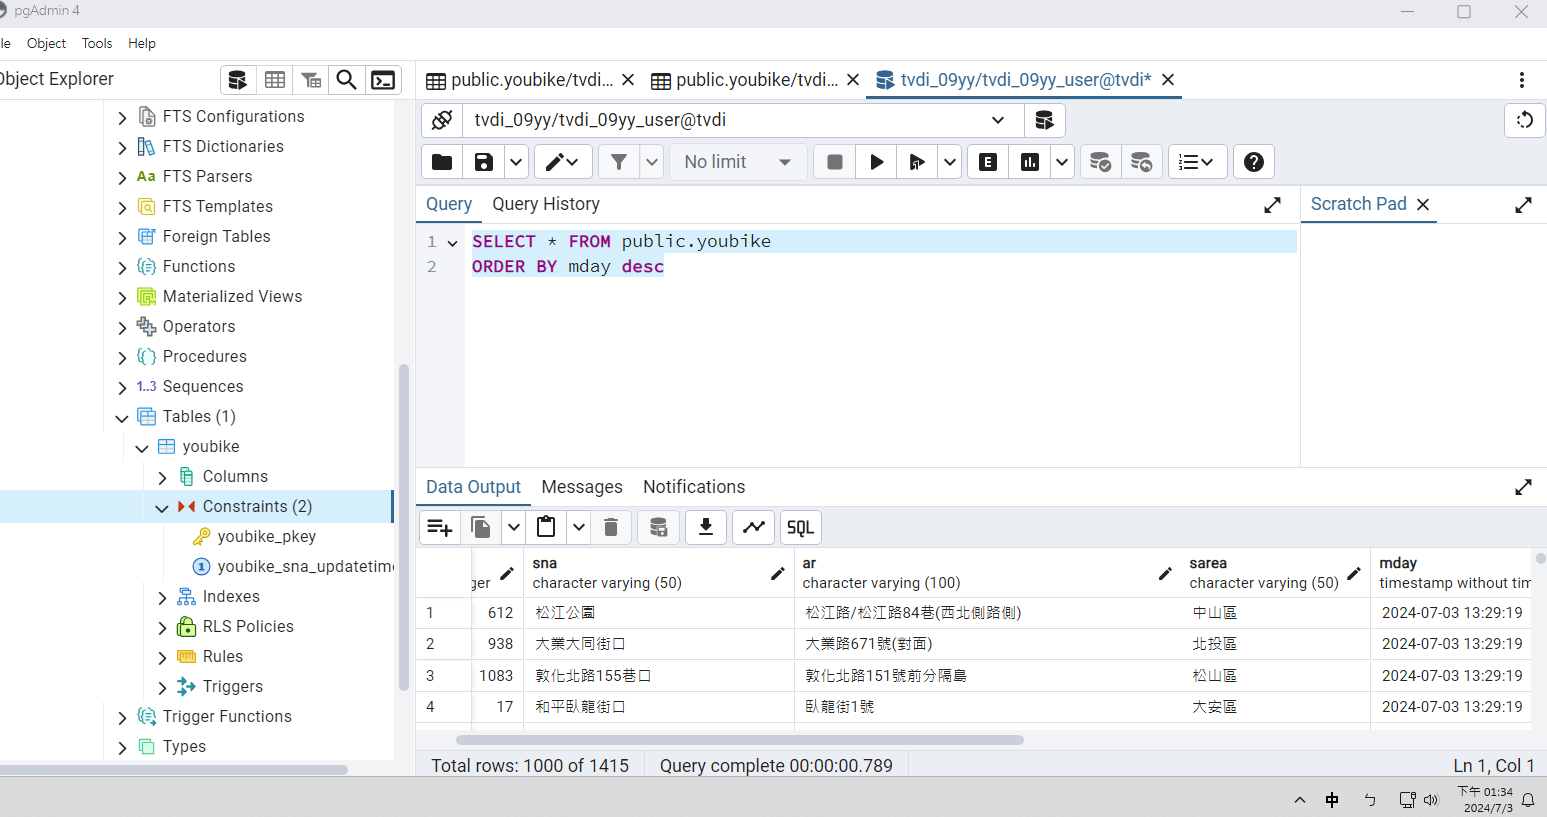 pgAdmin 4
le Object Tools Help
Object Explorer
public.youbike/tvdi... public.youbike/tvdi... tvdi_09yy/tvdi_09yy_user@tvdi*
FTS Configurations
FTS Dictionaries
Aa FTS Parsers
FTS Templates
Foreign Tables
Functions
Materialized Views
Operators
Procedures
1..3 Sequences
Tables (1)
youbike
Columns
Constraints (2)
youbike_pkey
youbike_sna_updatetime
Indexes
RLS Policies
Rules
Triggers
Trigger Functions
Types
tvdi_09yy/tvdi_09yy_user@tvdi
No limit E
Query Query History
Scratch Pad
1 SELECT * FROM public.youbike
2 ORDER BY mday desc
Data Output Messages Notifications
SQL
sna ar sarea mday
ger character varying (50) character varying (100) character varying (50) timestamp without tim
1 612 松江公園 松江路/松江路84巷(西北側路側) 中山區 2024-07-03 13:29:19
2 938 大業大同街口 大業路671號(對面) 北投區 2024-07-03 13:29:19
3 1083 敦化北路155巷口 敦化北路151號前分隔島 松山區 2024-07-03 13:29:19
4 17 和平臥龍街口 臥龍街1號 大安區 2024-07-03 13:29:19
Total rows: 1000 of 1415 Query complete 00:00:00.789 Ln 1, Col 1
中 ㄅ 下午 01:34
2024/7/3